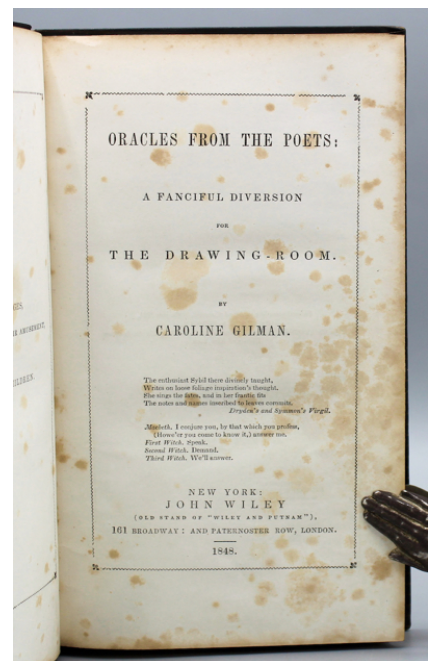 GES,
R AMUSEMENT.
ILDREN
ORACLES FROM THE POETS:
A FANCIFUL DIVERSION
FOR
THE DRAWING-ROOM.
BY
CAROLINE GILMAN.
The enthusiast Sybil there divinely taught,
Writes on loose foliage inspiration's thought.
She sings the fates, and in her frantic fits
The notes and names inscribed to leaves commits.
Dryden's and Symmon's Virgil.
Macbeth. I conjure you, by that which you profess,
(Howe'er you come to know it,) answer me.
First Witch. Speak.
Second Witch. Demand.
Third Witch. We'll answer.
NEW YORK:
JOHN WILEY
(OLD STAND OF "WILEY AND PUTNAM"),
161 BROADWAY: AND PATERNOSTER ROW, LONDON.
1848.